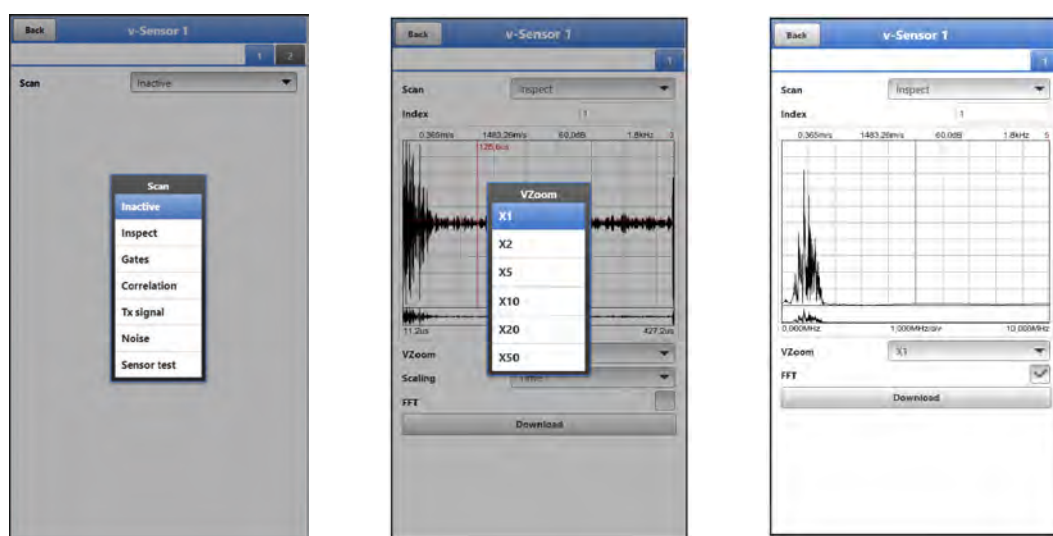 Back v-Sensor 1
1 2
Scan Inactive
Scan
Inactive
Inspect
Gates
Correlation
Tx signal
Noise
Sensor test
Back v-Sensor 1
1
Scan Inspect
Index 1
0.365m/s 1483.26m/s 60,0dB 1.8kHz
VZoom
X1
X2
X5
X10
X20
X50
11.2us 427.2us
VZoom
Scaling
FFT
Download
Back v-Sensor 1
1
Scan Inspect
Index 1
0.365m/s 1483.26m/s 60,0dB 1.8kHz
0,000MHz 1,000MHz/div 10,000MHz
VZoom X1
FFT
Download